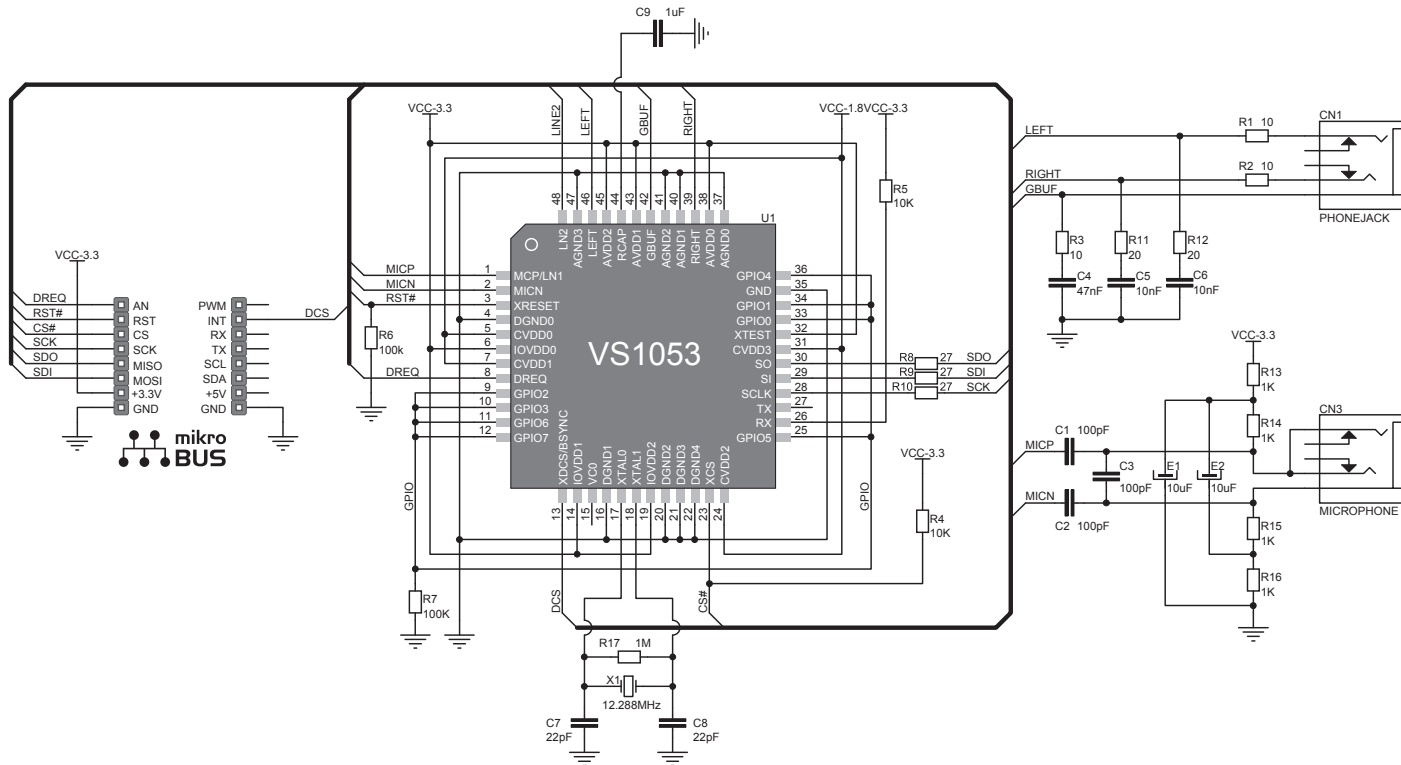 C9 1uF
VCC-3.3
VCC-1.8
VCC-3.3
LINE2
LEFT
GBUF
RIGHT
LEFT
R1 10
CN1
RIGHT
R2 10
GBUF
PHONEJACK
R5
10K
R3
10
R11
20
R12
20
C4
47nF
C5
10nF
C6
10nF
48
47
46
45
44
43
42
41
40
39
38
37
U1
LN2
AGND3
LEFT
AVDD2
RCAP
AVDD1
GBUF
AGND2
AGND1
RIGHT
AVDD0
AGND0
VCC-3.3
DREQ
RST#
CS#
SCK
SDO
SDI
AN
RST
CS
SCK
MISO
MOSI
+3.3V
GND
PWM
INT
RX
TX
SCL
SDA
+5V
GND
DCS
mikro
BUS
MICP
MICN
RST#
R6
100k
DREQ
1 MCP/LN1
2 MICN
3 XRESET
4 DGND0
5 CVDD0
6 IOVDD0
7 CVDD1
8 DREQ
9 GPIO2
10 GPIO3
11 GPIO6
12 GPIO7
VS1053
GPIO4 36
GND 35
GPIO1 34
GPIO0 33
XTEST 32
CVDD3 31
SO 30
SI 29
SCLK 28
TX 27
RX 26
GPIO5 25
R8 27 SDO
R9 27 SDI
R10 27 SCK
XDCS/BSYNC
IOVDD1
VC0
DGND1
XTAL0
XTAL1
IOVDD2
DGND2
DGND3
DGND4
XCS
CVDD2
13
14
15
16
17
18
19
20
21
22
23
24
GPIO
GPIO
R7
100K
DCS
CS#
VCC-3.3
R4
10K
R17 1M
X1
12.288MHz
C7
22pF
C8
22pF
VCC-3.3
R13
1K
R14
1K
CN3
MICP
C1 100pF
C3
100pF
E1
10uF
E2
10uF
MICN
C2 100pF
MICROPHONE
R15
1K
R16
1K